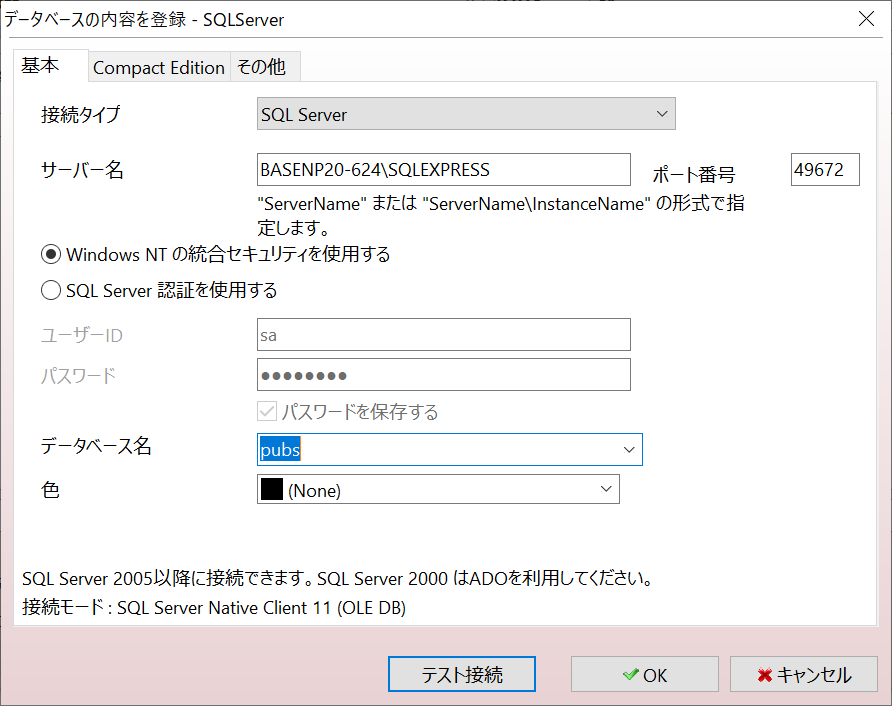 データベースの内容を登録 - SQLServer
基本
Compact Edition
その他
接続タイプ
SQL Server
サーバー名
BASENP20-624\SQLEXPRESS
ポート番号
49672
"ServerName" または "ServerName\InstanceName" の形式で指
定します。
Windows NT の統合セキュリティを使用する
SQL Server 認証を使用する
ユーザーID
sa
パスワード
●●●●●●●●
パスワードを保存する
データベース名
pubs
色
(None)
SQL Server 2005以降に接続できます。SQL Server 2000 はADOを利用してください。
接続モード : SQL Server Native Client 11 (OLE DB)
テスト接続
OK
キャンセル